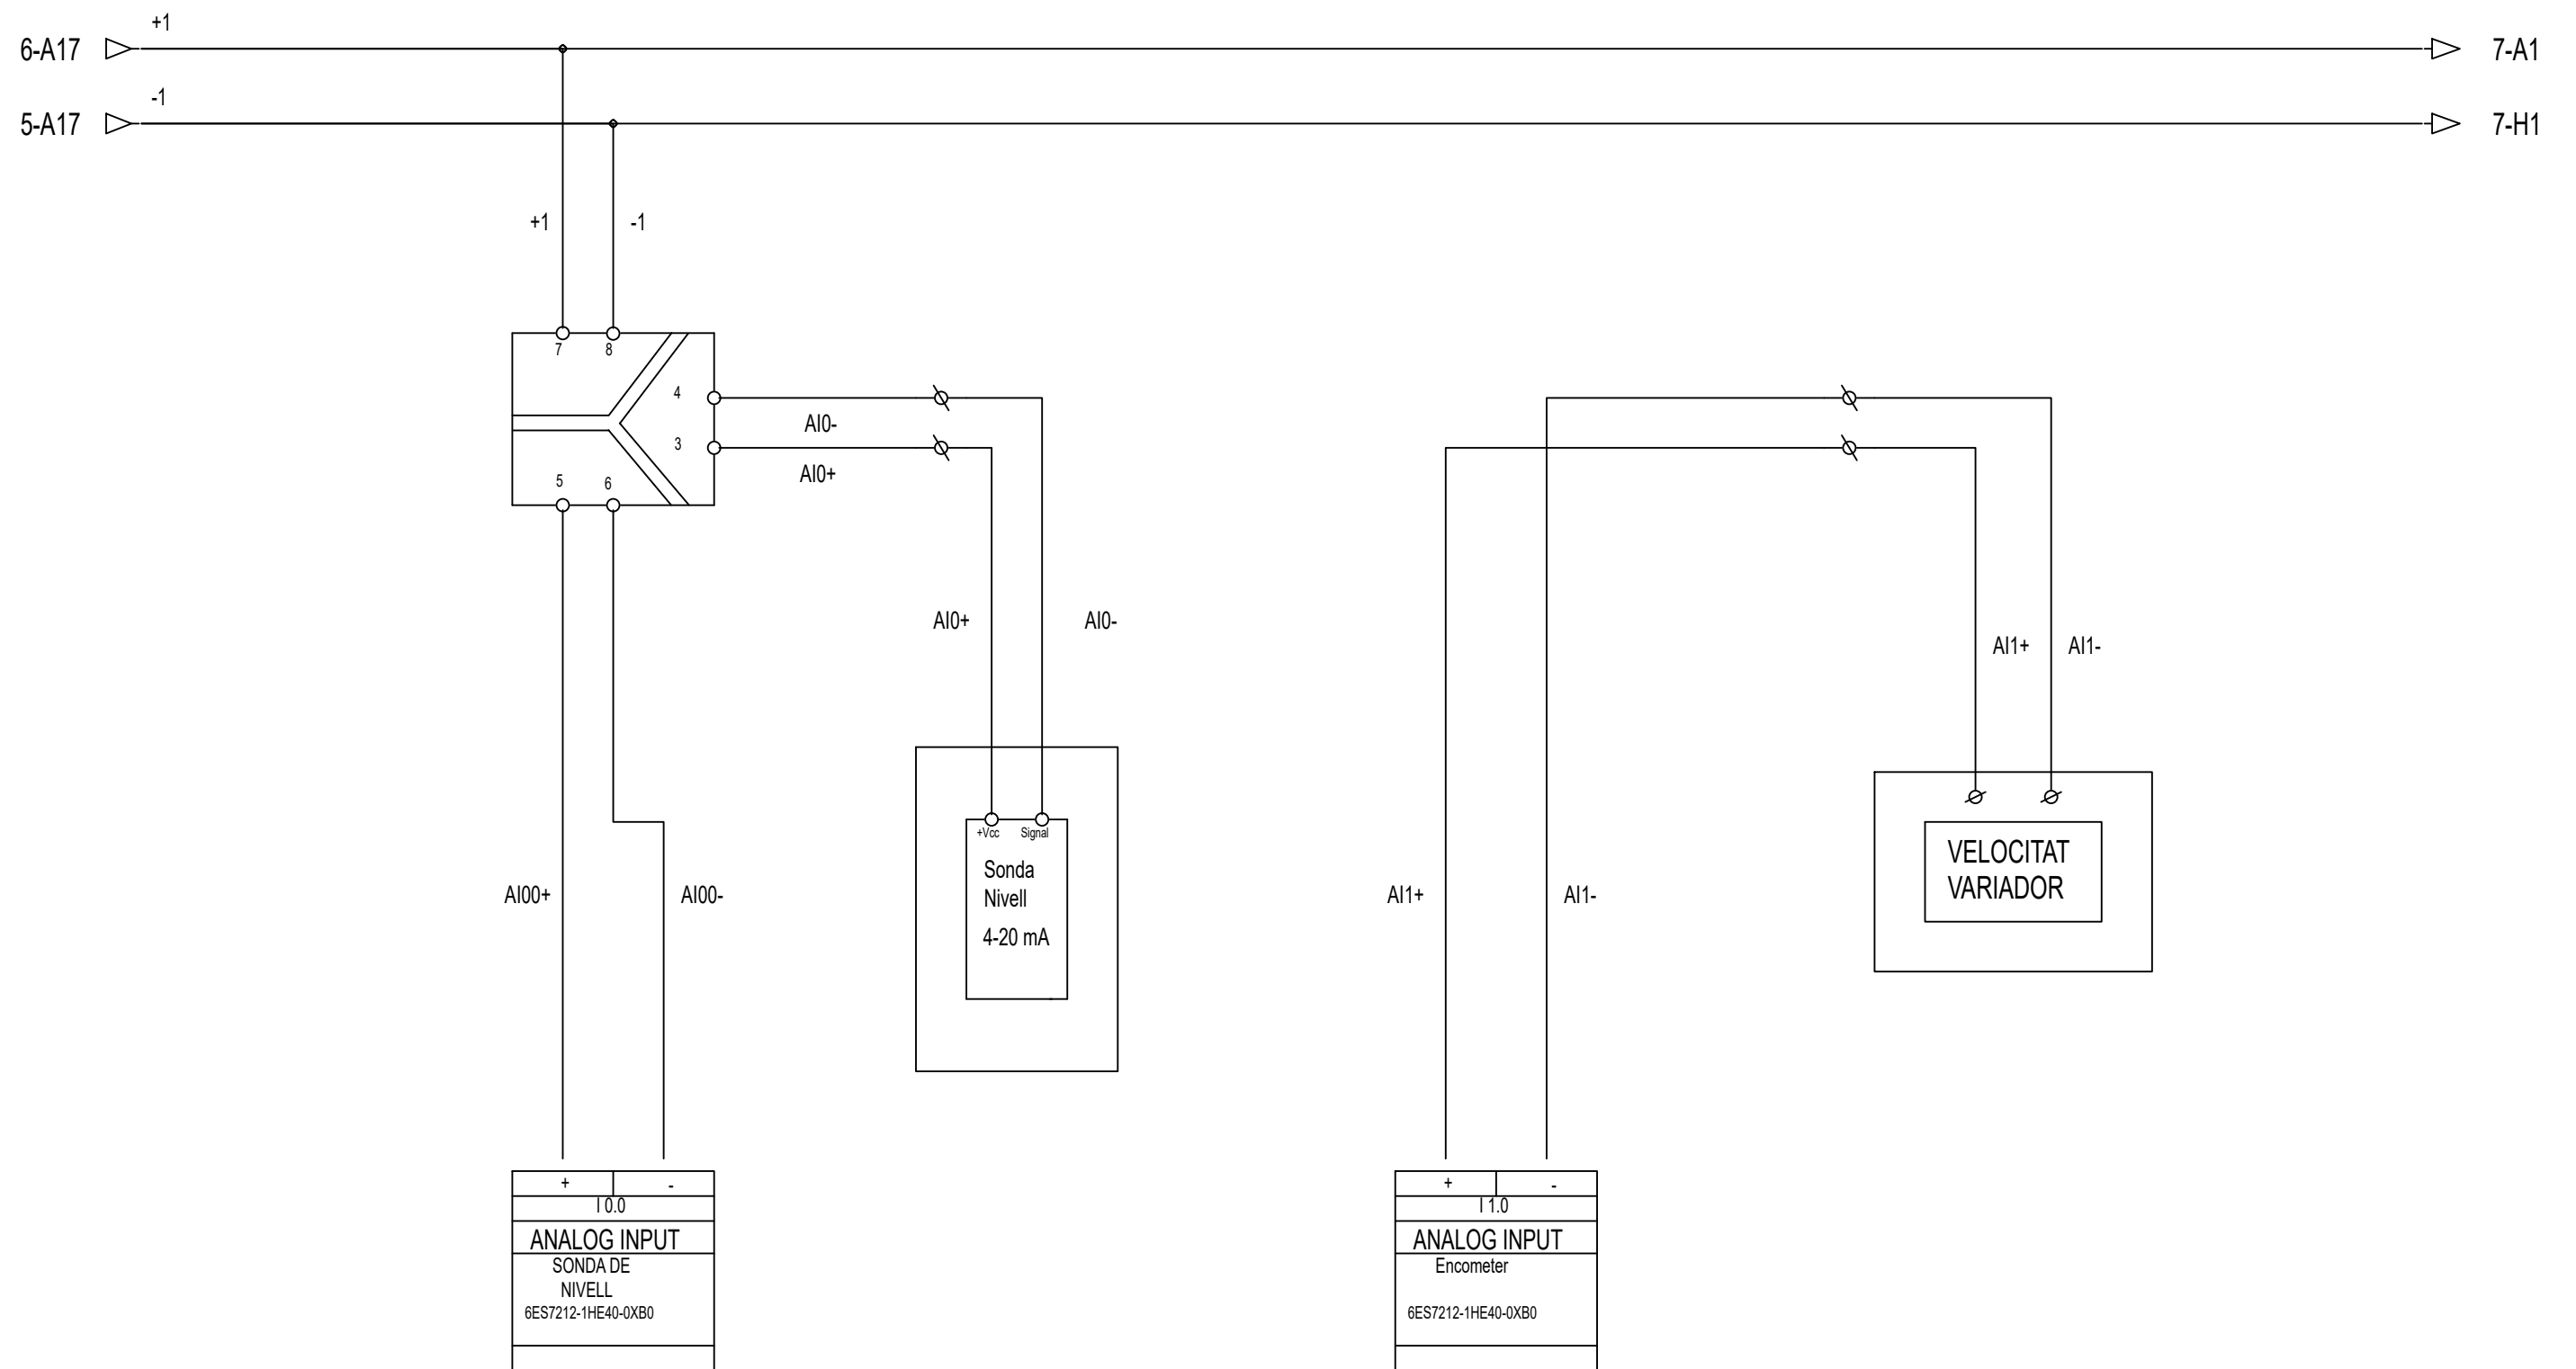 +1
6-A17
7-A1
-1
5-A17
7-H1
+1
-1
7
8
4
AI0-
3
AI0+
5
6
AI0+
AI0-
AI1+
AI1-
+Vcc
Signal
Sonda
Nivell
4-20 mA
VELOCITAT
VARIADOR
AI00+
AI00-
AI1+
AI1-
+
-
I 0.0
ANALOG INPUT
SONDA DE
NIVELL
6ES7212-1HE40-0XB0
+
-
I 1.0
ANALOG INPUT
Encometer
6ES7212-1HE40-0XB0